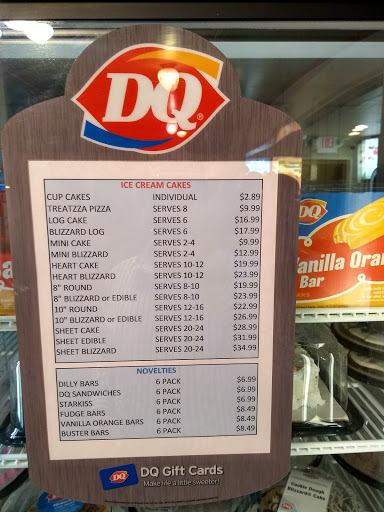 DQ
ICE CREAM CAKES
CUP CAKES INDIVIDUAL $2.89
TREATZZA PIZZA SERVES 8 $9.99
LOG CAKE SERVES 6 $16.99
BLIZZARD LOG SERVES 6 $17.99
MINI CAKE SERVES 2-4 $9.99
MINI BLIZZARD SERVES 2-4 $12.99
HEART CAKE SERVES 10-12 $19.99
HEART BLIZZARD SERVES 10-12 $23.99
8" ROUND SERVES 8-10 $19.99
8" BLIZZARD or EDIBLE SERVES 8-10 $23.99
10" ROUND SERVES 12-16 $22.99
10" BLIZZARD or EDIBLE SERVES 12-16 $26.99
SHEET CAKE SERVES 20-24 $28.99
SHEET EDIBLE SERVES 20-24 $31.99
SHEET BLIZZARD SERVES 20-24 $34.99
NOVELTIES
DILLY BARS 6 PACK $6.99
DQ SANDWICHES 6 PACK $6.99
STARKISS 6 PACK $6.99
FUDGE BARS 6 PACK $8.49
VANILLA ORANGE BARS 6 PACK $8.49
BUSTER BARS 6 PACK $8.49
DQ DQ Gift Cards
Make life a little sweeter!
DQ
Vanilla Ora
Bar
Cookie Dough
Blizzard® Cake